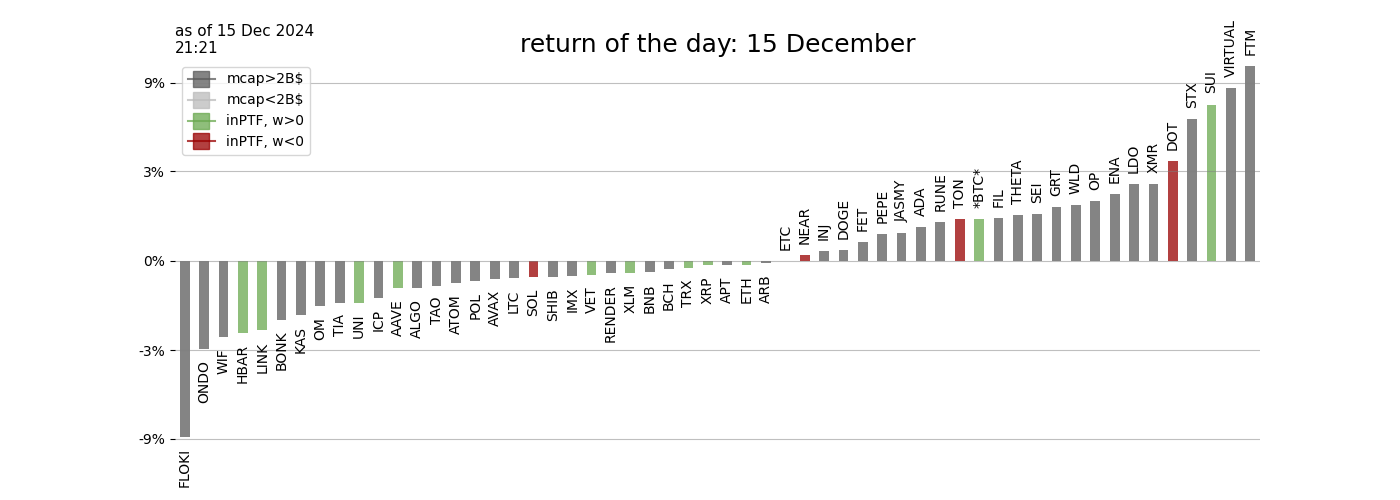 as of 15 Dec 2024
21:21
return of the day: 15 December
mcap>2B$
mcap<2B$
inPTF, w>0
inPTF, w<0
9%
3%
0%
-3%
-9%
FLOKI
ONDO
WIF
HBAR
LINK
BONK
KAS
OM
TIA
UNI
ICP
AAVE
ALGO
TAO
ATOM
POL
AVAX
LTC
SOL
SHIB
IMX
VET
RENDER
XLM
BNB
BCH
TRX
XRP
APT
ETH
ARB
ETC
NEAR
INJ
DOGE
FET
PEPE
JASMY
ADA
RUNE
TON
*BTC*
FIL
THETA
SEI
GRT
WLD
OP
ENA
LDO
XMR
DOT
STX
SUI
VIRTUAL
FTM